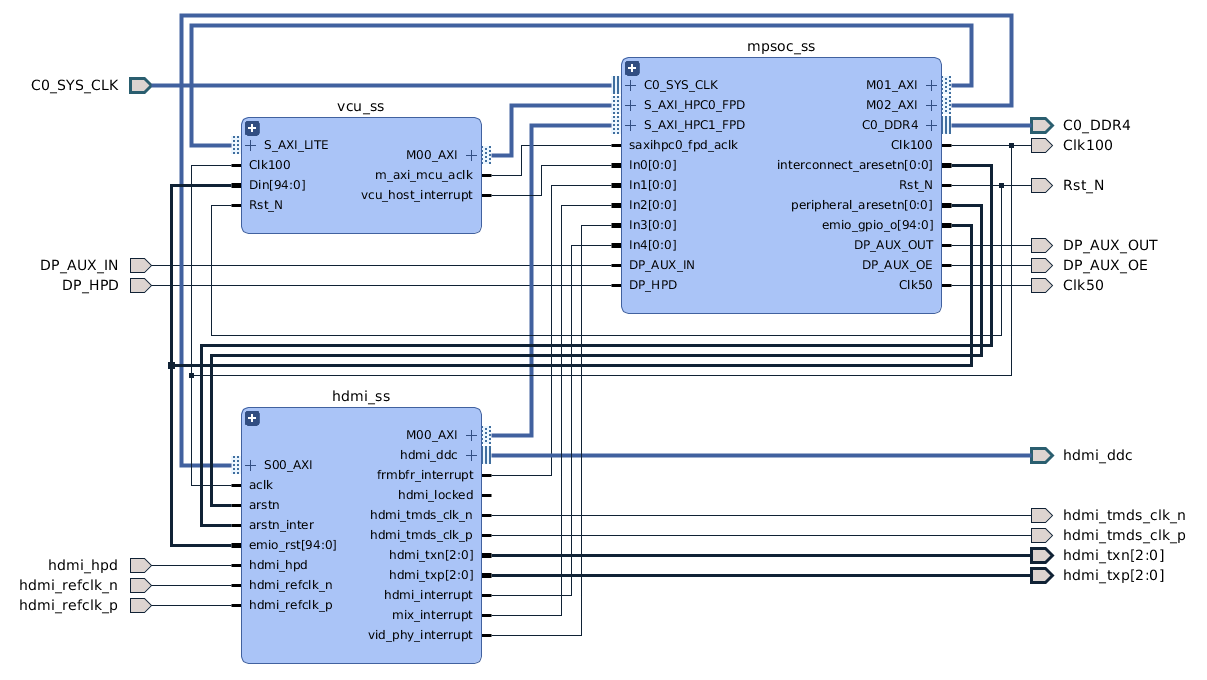 mpsoc_ss
C0_SYS_CLK
C0_SYS_CLK
S_AXI_HPC0_FPD
S_AXI_HPC1_FPD
saxihpc0_fpd_aclk
In0[0:0]
In1[0:0]
In2[0:0]
In3[0:0]
In4[0:0]
DP_AUX_IN
DP_HPD
M01_AXI
M02_AXI
C0_DDR4
Clk100
interconnect_aresetn[0:0]
Rst_N
peripheral_aresetn[0:0]
emio_gpio_o[94:0]
DP_AUX_OUT
DP_AUX_OE
Clk50
C0_DDR4
Clk100
Rst_N
DP_AUX_OUT
DP_AUX_OE
Clk50
vcu_ss
S_AXI_LITE
Clk100
Din[94:0]
Rst_N
M00_AXI
m_axi_mcu_aclk
vcu_host_interrupt
DP_AUX_IN
DP_HPD
hdmi_ss
S00_AXI
aclk
arstn
arstn_inter
emio_rst[94:0]
hdmi_hpd
hdmi_refclk_n
hdmi_refclk_p
M00_AXI
hdmi_ddc
frmbfr_interrupt
hdmi_locked
hdmi_tmds_clk_n
hdmi_tmds_clk_p
hdmi_txn[2:0]
hdmi_txp[2:0]
hdmi_interrupt
mix_interrupt
vid_phy_interrupt
hdmi_hpd
hdmi_refclk_n
hdmi_refclk_p
hdmi_ddc
hdmi_tmds_clk_n
hdmi_tmds_clk_p
hdmi_txn[2:0]
hdmi_txp[2:0]